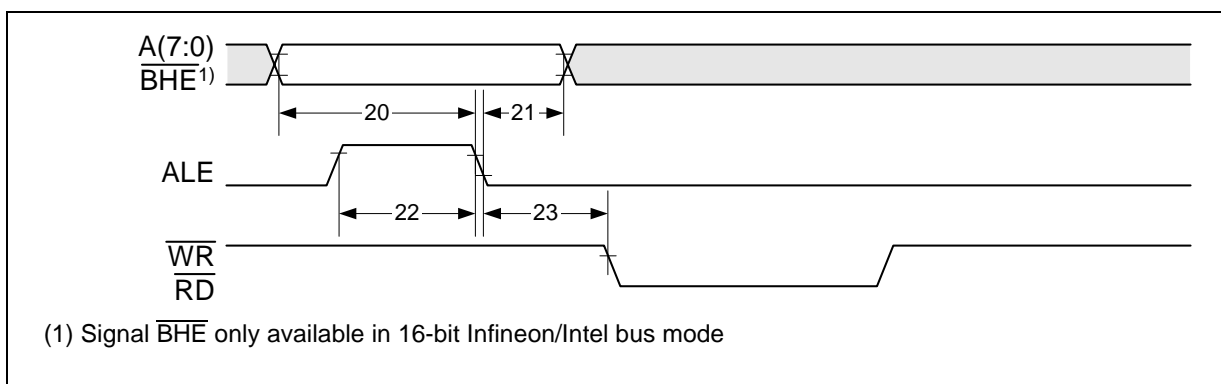 A(7:0)
BHE1)
20
21
ALE
22
23
WR
RD
(1) Signal BHE only available in 16-bit Infineon/Intel bus mode